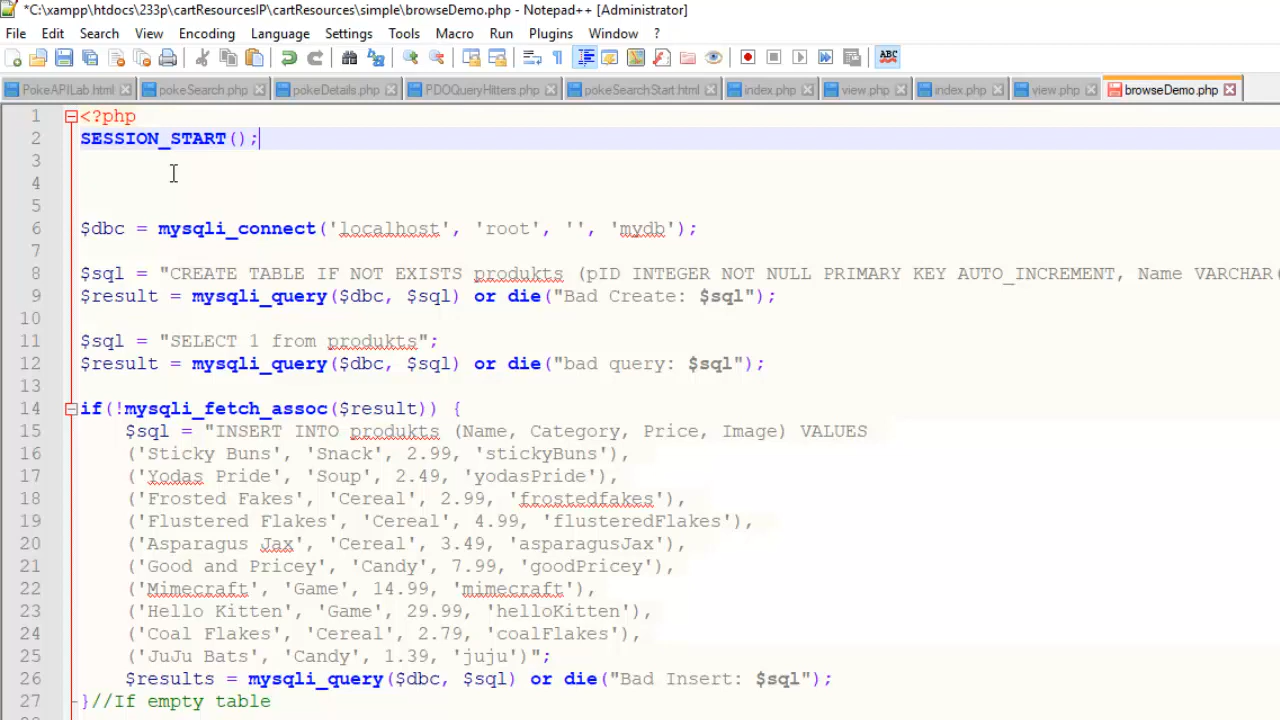 *C:\xampp\htdocs\233p\cartResourcesIP\cartResources\simple\browseDemo.php - Notepad++ [Administrator]
File Edit Search View Encoding Language Settings Tools Macro Run Plugins Window ?
ABC
PokeAPILab.html pokeSearch.php pokeDetails.php PDOQueryHitters.php pokeSearchStart.html index.php view.php index.php view.php browseDemo.php
1 <?php
2 SESSION_START();
3
4
5
6 $dbc = mysqli_connect('localhost', 'root', '', 'mydb');
7
8 $sql = "CREATE TABLE IF NOT EXISTS produkts (pID INTEGER NOT NULL PRIMARY KEY AUTO_INCREMENT, Name VARCHAR(
9 $result = mysqli_query($dbc, $sql) or die("Bad Create: $sql");
10
11 $sql = "SELECT 1 from produkts";
12 $result = mysqli_query($dbc, $sql) or die("bad query: $sql");
13
14 if(!mysqli_fetch_assoc($result)) {
15 $sql = "INSERT INTO produkts (Name, Category, Price, Image) VALUES
16 ('Sticky Buns', 'Snack', 2.99, 'stickyBuns'),
17 ('Yodas Pride', 'Soup', 2.49, 'yodasPride'),
18 ('Frosted Fakes', 'Cereal', 2.99, 'frostedfakes'),
19 ('Flustered Flakes', 'Cereal', 4.99, 'flusteredFlakes'),
20 ('Asparagus Jax', 'Cereal', 3.49, 'asparagusJax'),
21 ('Good and Pricey', 'Candy', 7.99, 'goodPricey'),
22 ('Mimecraft', 'Game', 14.99, 'mimecraft'),
23 ('Hello Kitten', 'Game', 29.99, 'helloKitten'),
24 ('Coal Flakes', 'Cereal', 2.79, 'coalFlakes'),
25 ('JuJu Bats', 'Candy', 1.39, 'juju')";
26 $results = mysqli_query($dbc, $sql) or die("Bad Insert: $sql");
27 }//If empty table